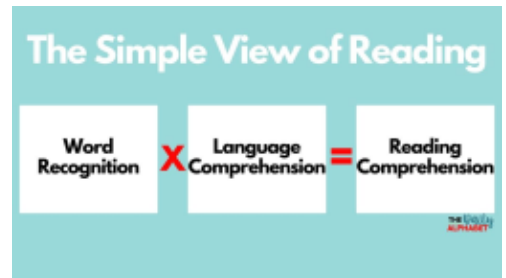 The Simple View of Reading
Word
Recognition
X
Language
Comprehension
=
Reading
Comprehension
THE
ALPHABET